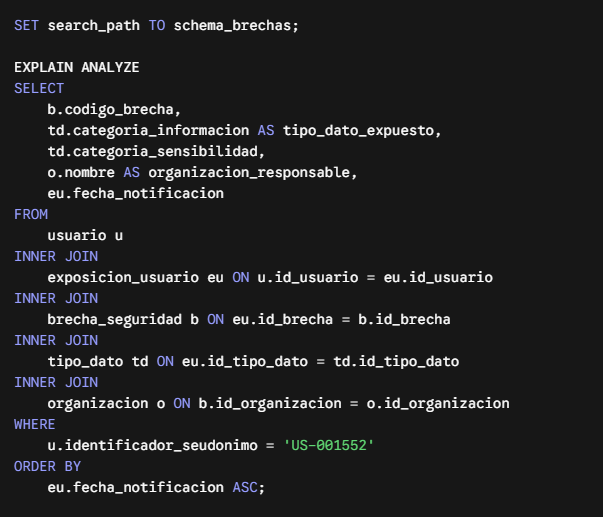 SET search_path TO schema_brechas;
EXPLAIN ANALYZE
SELECT
b.codigo_brecha,
td.categoria_informacion AS tipo_dato_expuesto,
td.categoria_sensibilidad,
o.nombre AS organizacion_responsable,
eu.fecha_notificacion
FROM
usuario u
INNER JOIN
exposicion_usuario eu ON u.id_usuario = eu.id_usuario
INNER JOIN
brecha_seguridad b ON eu.id_brecha = b.id_brecha
INNER JOIN
tipo_dato td ON eu.id_tipo_dato = td.id_tipo_dato
INNER JOIN
organizacion o ON b.id_organizacion = o.id_organizacion
WHERE
u.identificador_seudonimo = 'US-001552'
ORDER BY
eu.fecha_notificacion ASC;